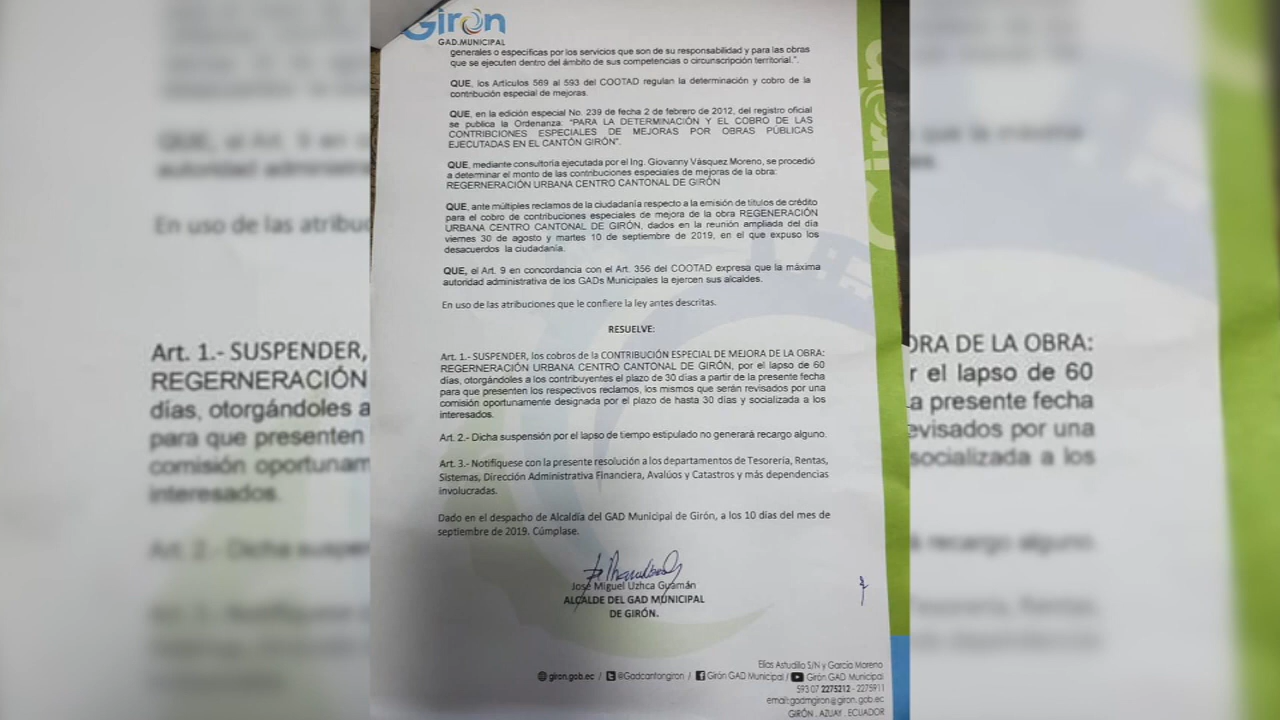 Girón
GAD.MUNICIPAL
generales o específicas por los servicios que son de su responsabilidad y para las obras
que se ejecuten dentro del ámbito de sus competencias o circunscripción territorial.".
QUE, los Artículos 569 al 593 del COOTAD regulan la determinación y cobro de la
contribución especial de mejoras.
QUE, en la edición especial No. 239 de fecha 2 de febrero de 2012, del registro oficial
se publica la Ordenanza: "PARA LA DETERMINACIÓN Y EL COBRO DE LAS
CONTRIBCIONES ESPECIALES DE MEJORAS POR OBRAS PÚBLICAS
EJECUTADAS EN EL CANTÓN GIRÓN".
QUE, mediante consultoría ejecutada por el Ing. Giovanny Vásquez Moreno, se procedió
a determinar el monto de las contribuciones especiales de mejoras de la obra:
REGERNERACIÓN URBANA CENTRO CANTONAL DE GIRÓN
QUE, ante múltiples reclamos de la ciudadanía respecto a la emisión de títulos de crédito
para el cobro de contribuciones especiales de mejora de la obra REGENERACIÓN
URBANA CENTRO CANTONAL DE GIRÓN, dados en la reunión ampliada del día
viernes 30 de agosto y martes 10 de septiembre de 2019, en el que expuso los
desacuerdos la ciudadanía.
QUE, el Art. 9 en concordancia con el Art. 356 del COOTAD expresa que la máxima
autoridad administrativa de los GADs Municipales la ejercen sus alcaldes.
En uso de las atribuciones que le confiere la ley antes descritas.
RESUELVE:
Art. 1.- SUSPENDER, los cobros de la CONTRIBUCIÓN ESPECIAL DE MEJORA DE LA OBRA:
REGERNERACIÓN URBANA CENTRO CANTONAL DE GIRÓN, por el lapso de 60
días, otorgándoles a los contribuyentes el plazo de 30 días a partir de la presente fecha
para que presenten los respectivos reclamos, los mismos que serán revisados por una
comisión oportunamente designada por el plazo de hasta 30 días y socializada a los
interesados.
Art. 2.- Dicha suspensión por el lapso de tiempo estipulado no generará recargo alguno.
Art. 3.- Notifíquese con la presente resolución a los departamentos de Tesorería, Rentas,
Sistemas, Dirección Administrativa Financiera, Avalúos y Catastros y más dependencias
involucradas.
Dado en el despacho de Alcaldía del GAD Municipal de Girón, a los 10 días del mes de
septiembre de 2019. Cúmplase.
José Miguel Uzhca Guamán
ALCALDE DEL GAD MUNICIPAL
DE GIRÓN.
Elías Astudillo S/N y García Moreno
giron.gob.ec / @Gadcantongiron / Girón GAD Municipal / Girón GAD Municipal
593 07 2275212 - 2275911
email:gadmgiron@giron.gob.ec
GIRÓN . AZUAY . ECUADOR
Girón